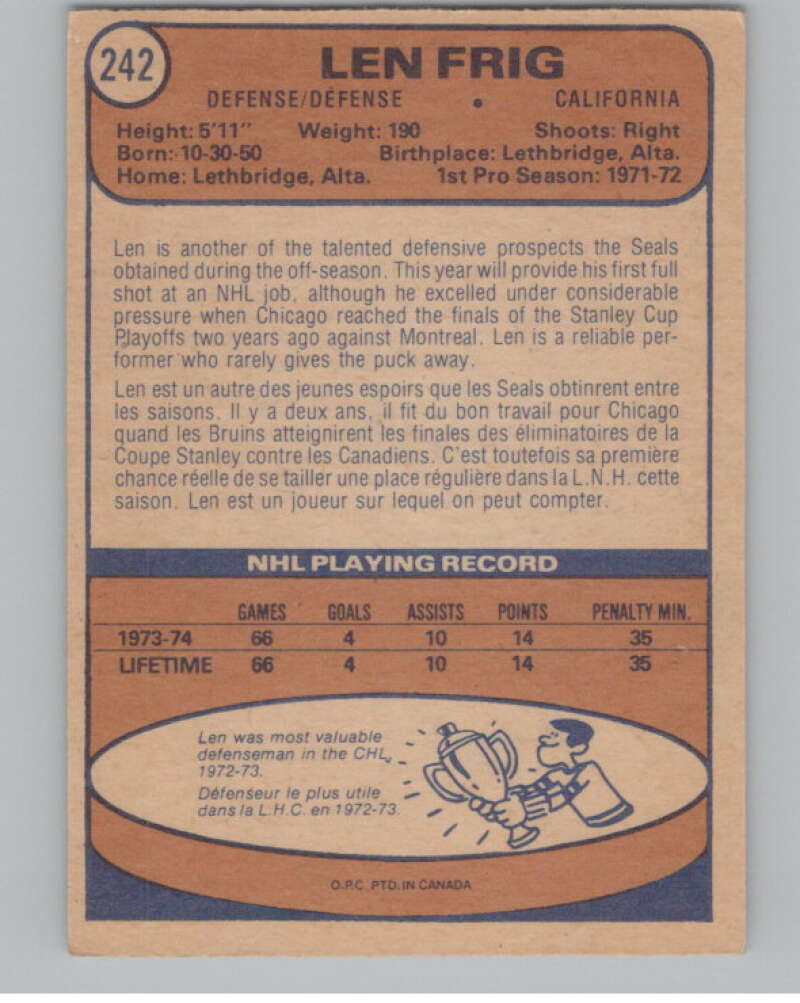 242
LEN FRIG
DEFENSE/DÉFENSE • CALIFORNIA
Height: 5'11" Weight: 190 Shoots: Right
Born: 10-30-50 Birthplace: Lethbridge, Alta.
Home: Lethbridge, Alta. 1st Pro Season: 1971-72
Len is another of the talented defensive prospects the Seals
obtained during the off-season. This year will provide his first full
shot at an NHL job, although he excelled under considerable
pressure when Chicago reached the finals of the Stanley Cup
Playoffs two years ago against Montreal. Len is a reliable per-
former who rarely gives the puck away.
Len est un autre des jeunes espoirs que les Seals obtinrent entre
les saisons. Il y a deux ans, il fit du bon travail pour Chicago
quand les Bruins atteignirent les finales des éliminatoires de la
Coupe Stanley contre les Canadiens. C'est toutefois sa première
chance réelle de se tailler une place régulière dans la L.N.H. cette
saison. Len est un joueur sur lequel on peut compter.
NHL PLAYING RECORD
GAMES GOALS ASSISTS POINTS PENALTY MIN.
1973-74 66 4 10 14 35
LIFETIME 66 4 10 14 35
Len was most valuable
defenseman in the CHL,
1972-73.
Défenseur le plus utile
dans la L.H.C. en 1972-73.
O.P.C. PTD. IN CANADA